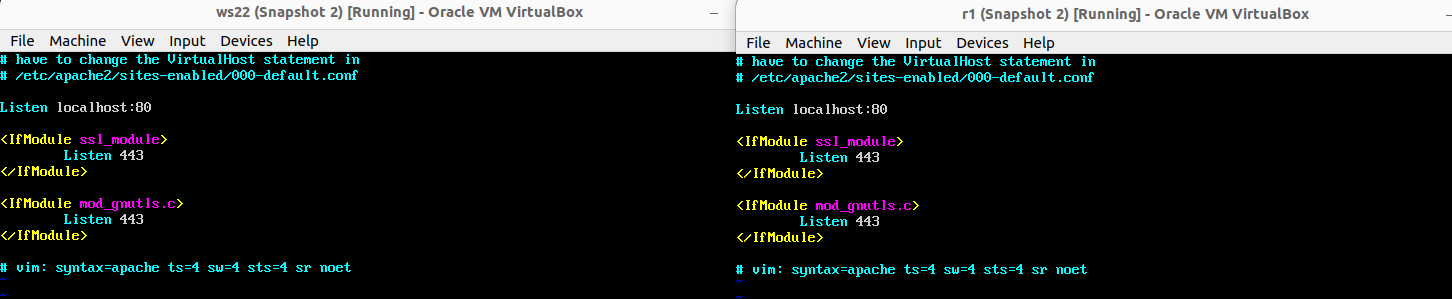 ws22 (Snapshot 2) [Running] - Oracle VM VirtualBox
File Machine View Input Devices Help
# have to change the VirtualHost statement in
# /etc/apache2/sites-enabled/000-default.conf
Listen localhost:80
<IfModule ssl_module>
Listen 443
</IfModule>
<IfModule mod_gnutls.c>
Listen 443
</IfModule>
# vim: syntax=apache ts=4 sw=4 sts=4 sr noet
~
~
r1 (Snapshot 2) [Running] - Oracle VM VirtualBox
File Machine View Input Devices Help
# have to change the VirtualHost statement in
# /etc/apache2/sites-enabled/000-default.conf
Listen localhost:80
<IfModule ssl_module>
Listen 443
</IfModule>
<IfModule mod_gnutls.c>
Listen 443
</IfModule>
# vim: syntax=apache ts=4 sw=4 sts=4 sr noet
~
~